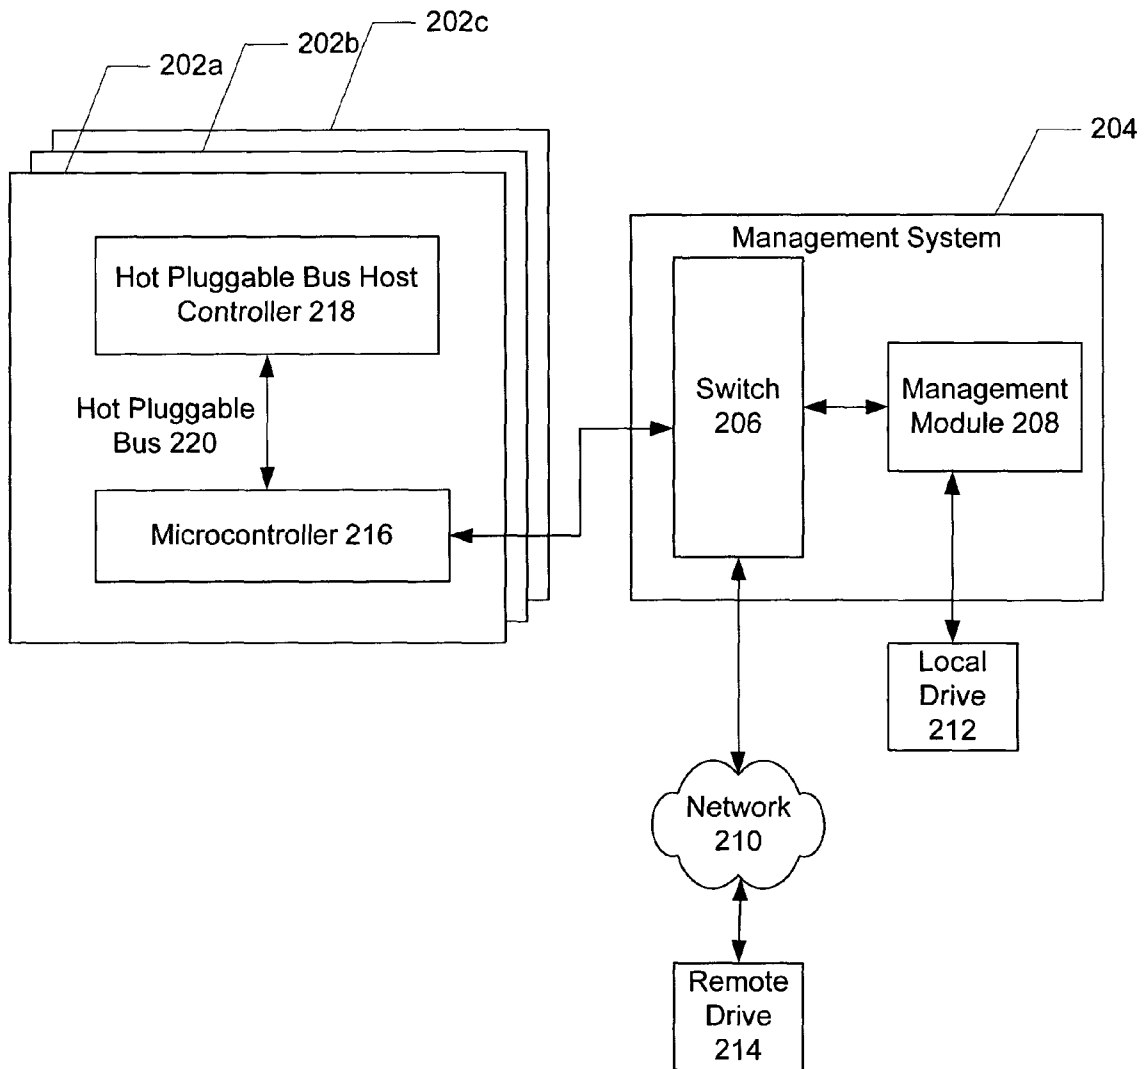 202c
202b
202a
204
Hot Pluggable Bus Host
Controller 218
Hot Pluggable
Bus 220
Microcontroller 216
Management System
Switch
206
Management
Module 208
Local
Drive
212
Network
210
Remote
Drive
214